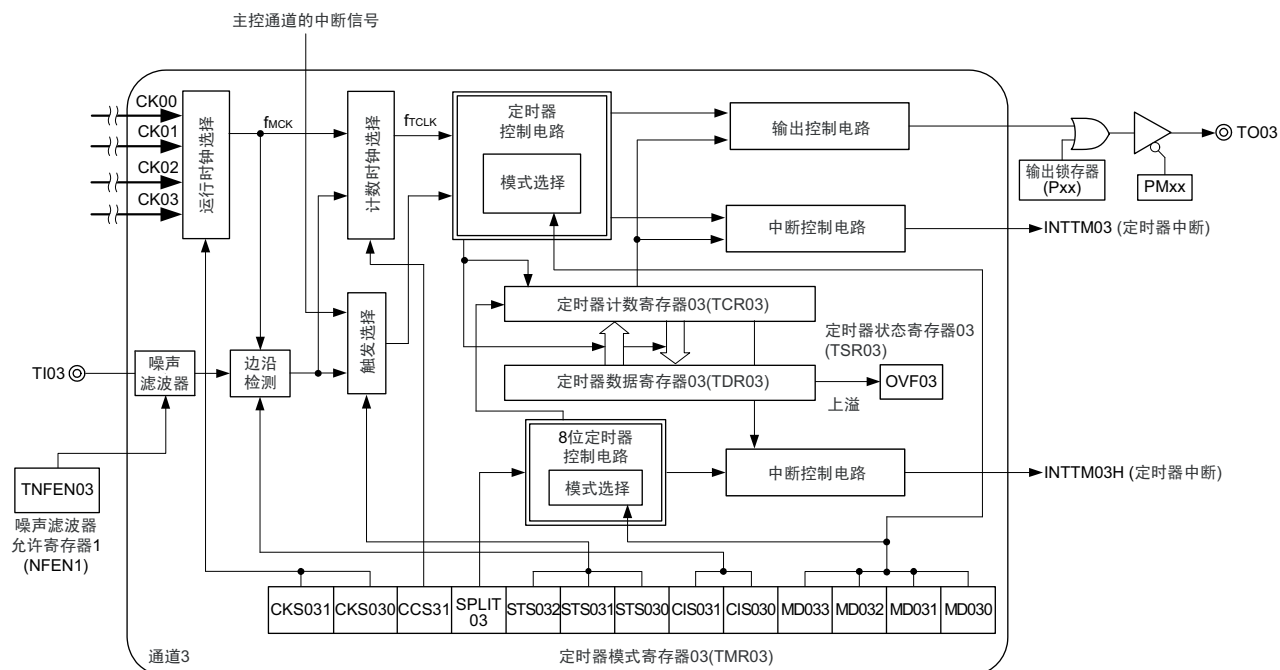 主控通道的中断信号
CK00
CK01
CK02
CK03
运行时钟选择
fMCK
计数时钟选择
fTCLK
定时器
控制电路
模式选择
输出控制电路
TO03
输出锁存器
(Pxx)
PMxx
中断控制电路
INTTM03 (定时器中断)
定时器计数寄存器03(TCR03)
触发选择
定时器状态寄存器03
(TSR03)
TI03
噪声
滤波器
边沿
检测
定时器数据寄存器03(TDR03)
OVF03
上溢
8位定时器
控制电路
模式选择
中断控制电路
INTTM03H (定时器中断)
TNFEN03
噪声滤波器
允许寄存器1
(NFEN1)
CKS031
CKS030
CCS31
SPLIT
03
STS032
STS031
STS030
CIS031
CIS030
MD033
MD032
MD031
MD030
通道3
定时器模式寄存器03(TMR03)